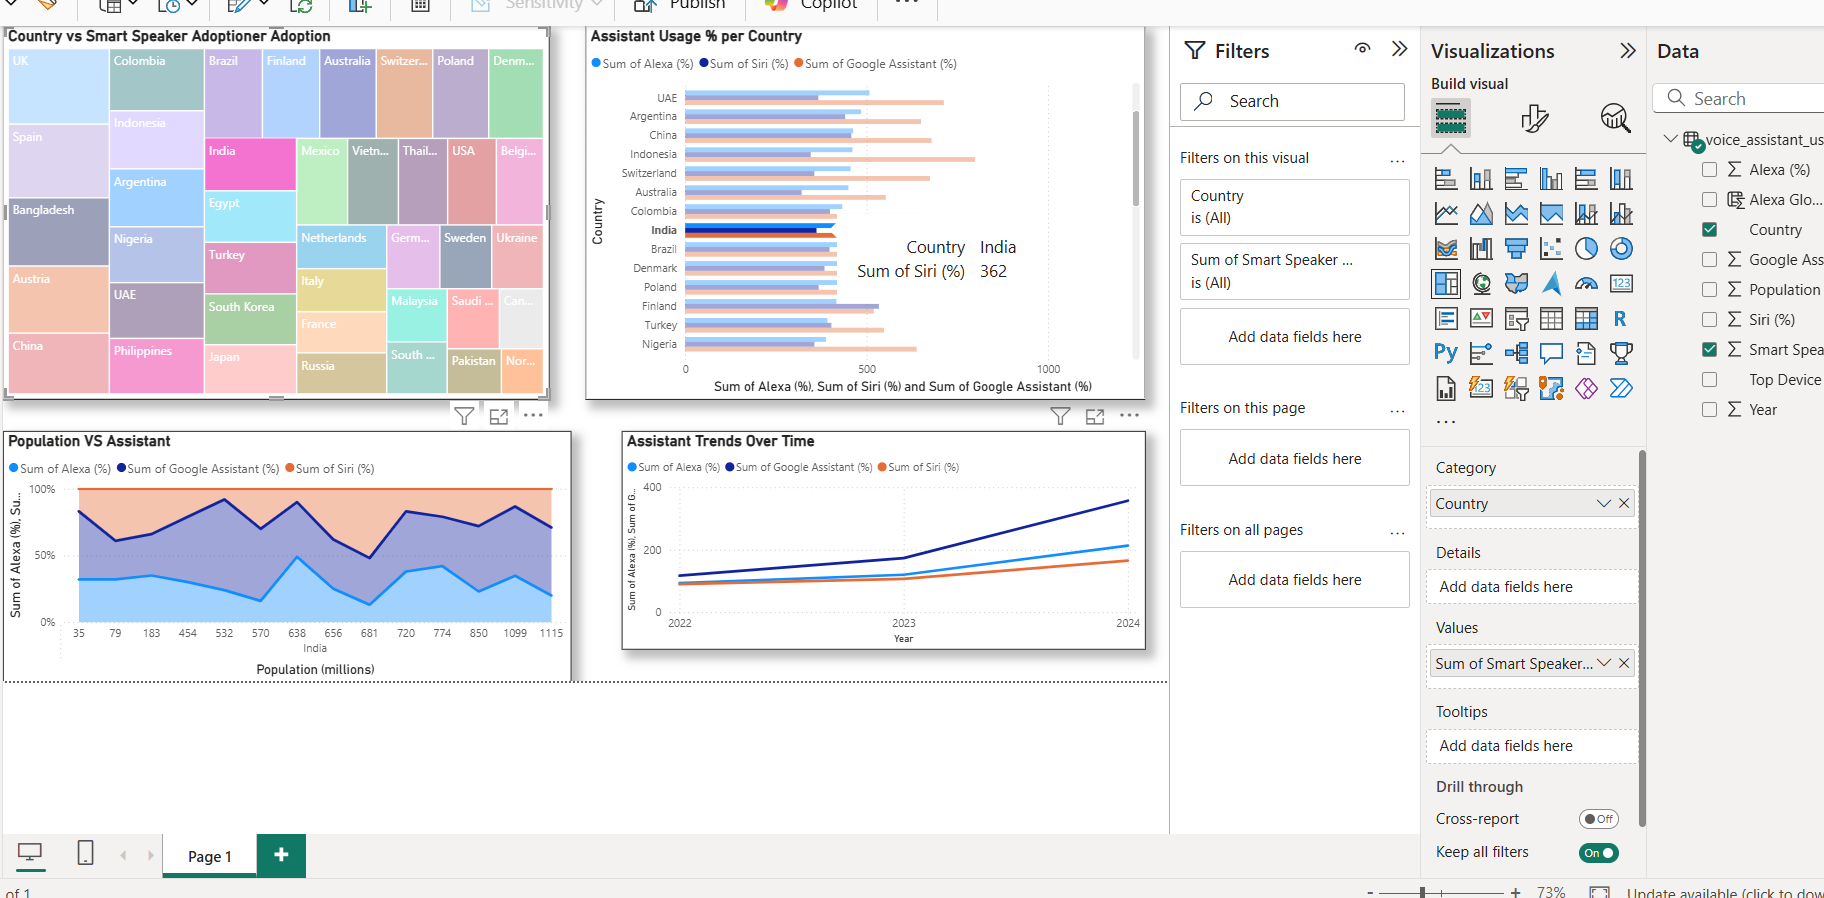 Sensitivity
Publish
Copilot
Country vs Smart Speaker Adoptioner Adoption
UK
Colombia
Brazil
Finland
Australia
Switzer...
Poland
Denm...
Spain
Indonesia
India
Mexico
Vietn...
Thail...
USA
Belgi...
Argentina
Egypt
Bangladesh
Nigeria
Netherlands
Germ...
Sweden
Ukraine
Turkey
Austria
UAE
Italy
Malaysia
Saudi ...
Can...
South Korea
France
China
Philippines
Japan
Russia
South ...
Pakistan
Nor...
Assistant Usage % per Country
Sum of Alexa (%) Sum of Siri (%) Sum of Google Assistant (%)
Country
UAE
Argentina
China
Indonesia
Switzerland
Australia
Colombia
India
Brazil
Denmark
Poland
Finland
Turkey
Nigeria
Country India
Sum of Siri (%) 362
0 500 1000
Sum of Alexa (%), Sum of Siri (%) and Sum of Google Assistant (%)
Population VS Assistant
Sum of Alexa (%) Sum of Google Assistant (%) Sum of Siri (%)
Sum of Alexa (%), Su...
100%
50%
0%
35 79 183 454 532 570 638 656 681 720 774 850 1099 1115
India
Population (millions)
Assistant Trends Over Time
Sum of Alexa (%) Sum of Google Assistant (%) Sum of Siri (%)
Sum of Alexa (%), Sum of G...
400
200
0
2022 2023 2024
Year
Page 1
of 1
Filters
Search
Filters on this visual ...
Country
is (All)
Sum of Smart Speaker ...
is (All)
Add data fields here
Filters on this page ...
Add data fields here
Filters on all pages ...
Add data fields here
Visualizations
Build visual
123
R
Py
123
...
Category
Country
Details
Add data fields here
Values
Sum of Smart Speaker...
Tooltips
Add data fields here
Drill through
Cross-report Off
Keep all filters On
Data
Search
voice_assistant_us
Alexa (%)
Alexa Glo...
Country
Google Ass
Population
Siri (%)
Smart Spea
Top Device
Year
- + 73%
Update available (click to dow